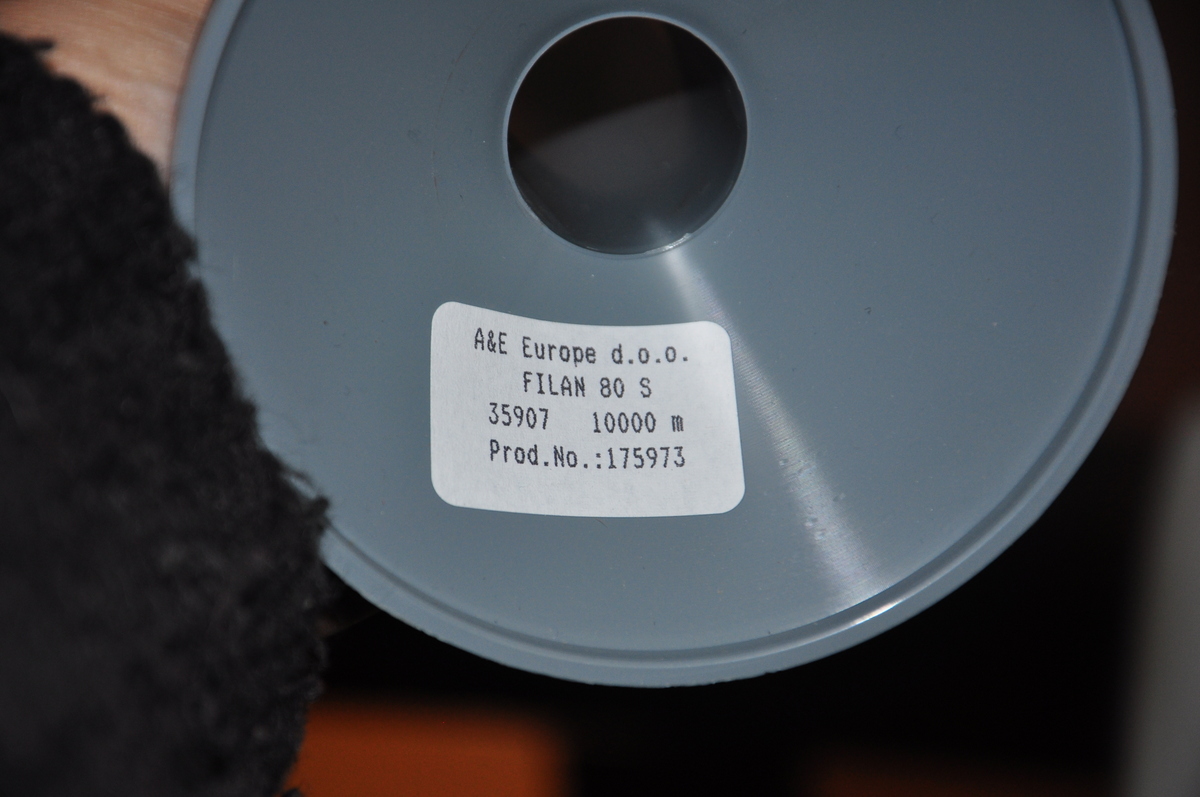 A&E Europe d.o.o.
FILAN 80 S
35907 10000 m
Prod.No.:175973